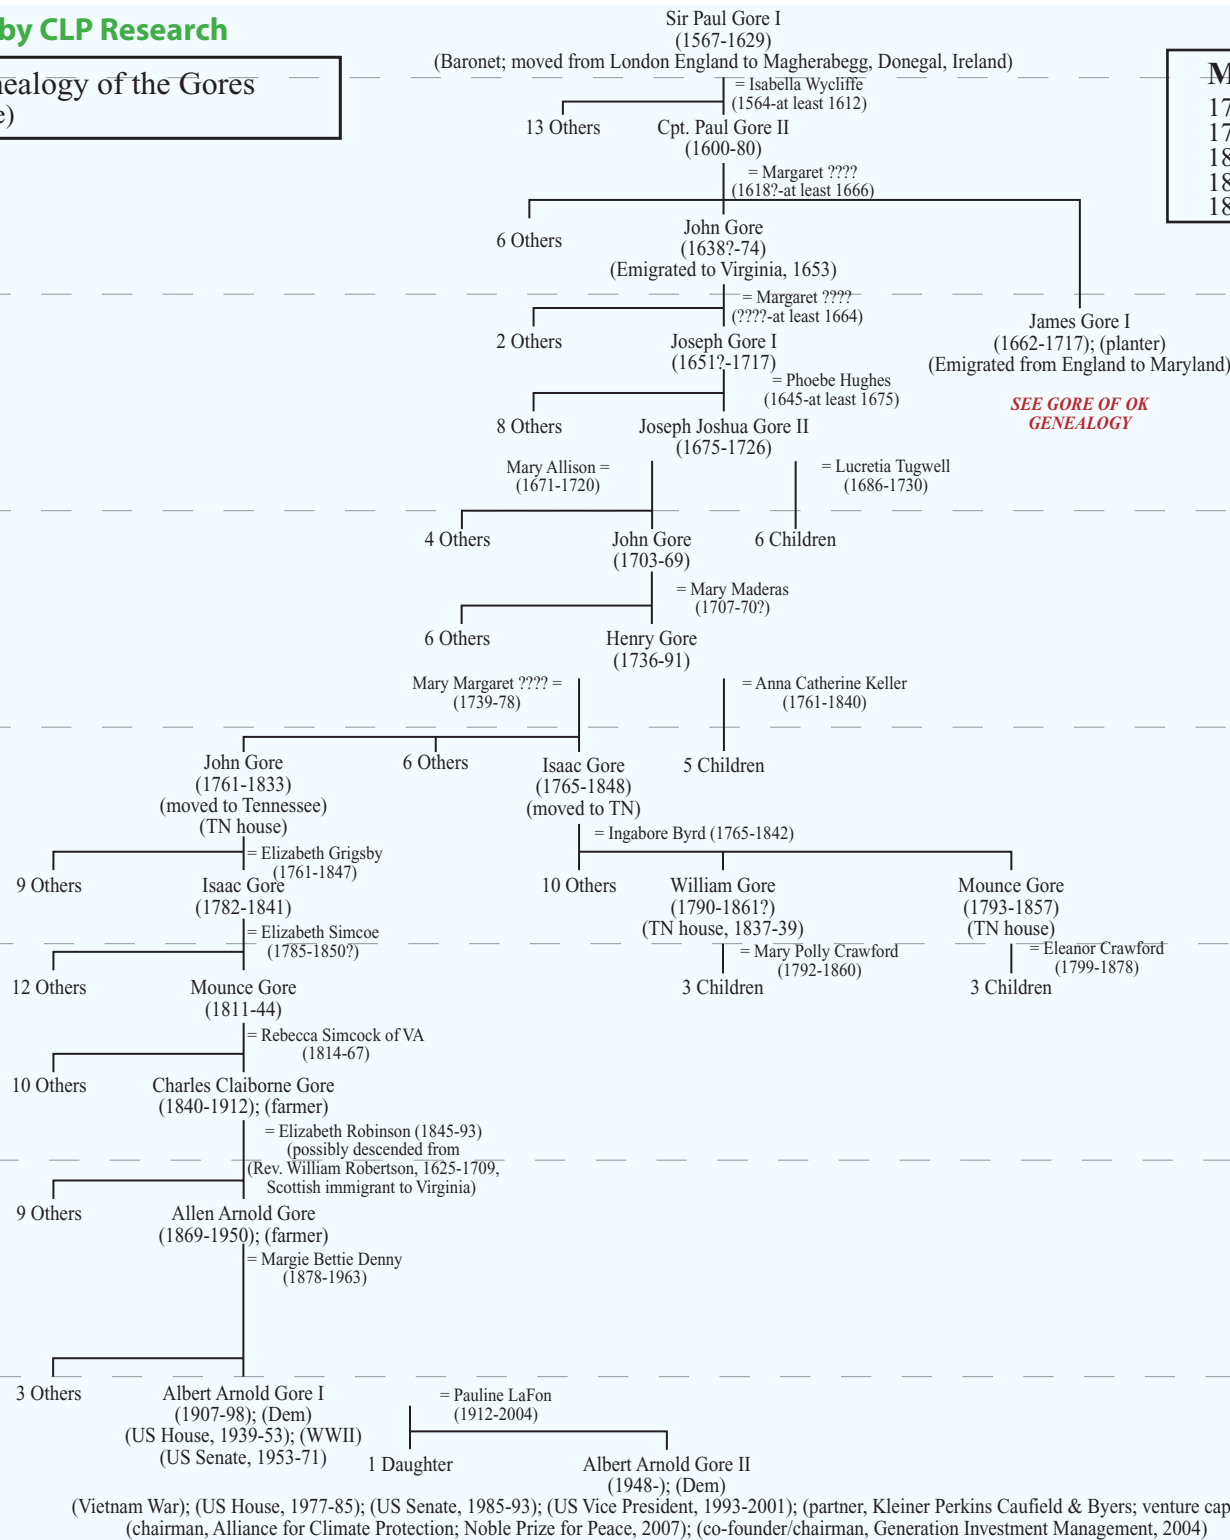 by CLP Research
ealogy of the Gores
e)
Sir Paul Gore I
(1567-1629)
(Baronet; moved from London England to Magherabegg, Donegal, Ireland)
M
17
17
18
18
18
= Isabella Wycliffe
(1564-at least 1612)
13 Others
Cpt. Paul Gore II
(1600-80)
= Margaret ????
(1618?-at least 1666)
6 Others
John Gore
(1638?-74)
(Emigrated to Virginia, 1653)
= Margaret ????
(????-at least 1664)
2 Others
Joseph Gore I
(1651?-1717)
James Gore I
(1662-1717); (planter)
(Emigrated from England to Maryland)
SEE GORE OF OK
GENEALOGY
= Phoebe Hughes
(1645-at least 1675)
8 Others
Joseph Joshua Gore II
(1675-1726)
Mary Allison =
(1671-1720)
= Lucretia Tugwell
(1686-1730)
4 Others
John Gore
(1703-69)
6 Children
= Mary Maderas
(1707-70?)
6 Others
Henry Gore
(1736-91)
Mary Margaret ???? =
(1739-78)
= Anna Catherine Keller
(1761-1840)
John Gore
(1761-1833)
(moved to Tennessee)
(TN house)
6 Others
Isaac Gore
(1765-1848)
(moved to TN)
5 Children
= Elizabeth Grigsby
(1761-1847)
= Ingabore Byrd (1765-1842)
9 Others
Isaac Gore
(1782-1841)
10 Others
William Gore
(1790-1861?)
(TN house, 1837-39)
Mounce Gore
(1793-1857)
(TN house)
= Elizabeth Simcoe
(1785-1850?)
= Mary Polly Crawford
(1792-1860)
= Eleanor Crawford
(1799-1878)
12 Others
Mounce Gore
(1811-44)
3 Children
3 Children
= Rebecca Simcock of VA
(1814-67)
10 Others
Charles Claiborne Gore
(1840-1912); (farmer)
= Elizabeth Robinson (1845-93)
(possibly descended from
(Rev. William Robertson, 1625-1709,
Scottish immigrant to Virginia)
9 Others
Allen Arnold Gore
(1869-1950); (farmer)
= Margie Bettie Denny
(1878-1963)
3 Others
Albert Arnold Gore I
(1907-98); (Dem)
(US House, 1939-53); (WWII)
(US Senate, 1953-71)
= Pauline LaFon
(1912-2004)
1 Daughter
Albert Arnold Gore II
(1948-); (Dem)
(Vietnam War); (US House, 1977-85); (US Senate, 1985-93); (US Vice President, 1993-2001); (partner, Kleiner Perkins Caufield & Byers; venture cap
(chairman, Alliance for Climate Protection; Noble Prize for Peace, 2007); (co-founder/chairman, Generation Investment Management, 2004)